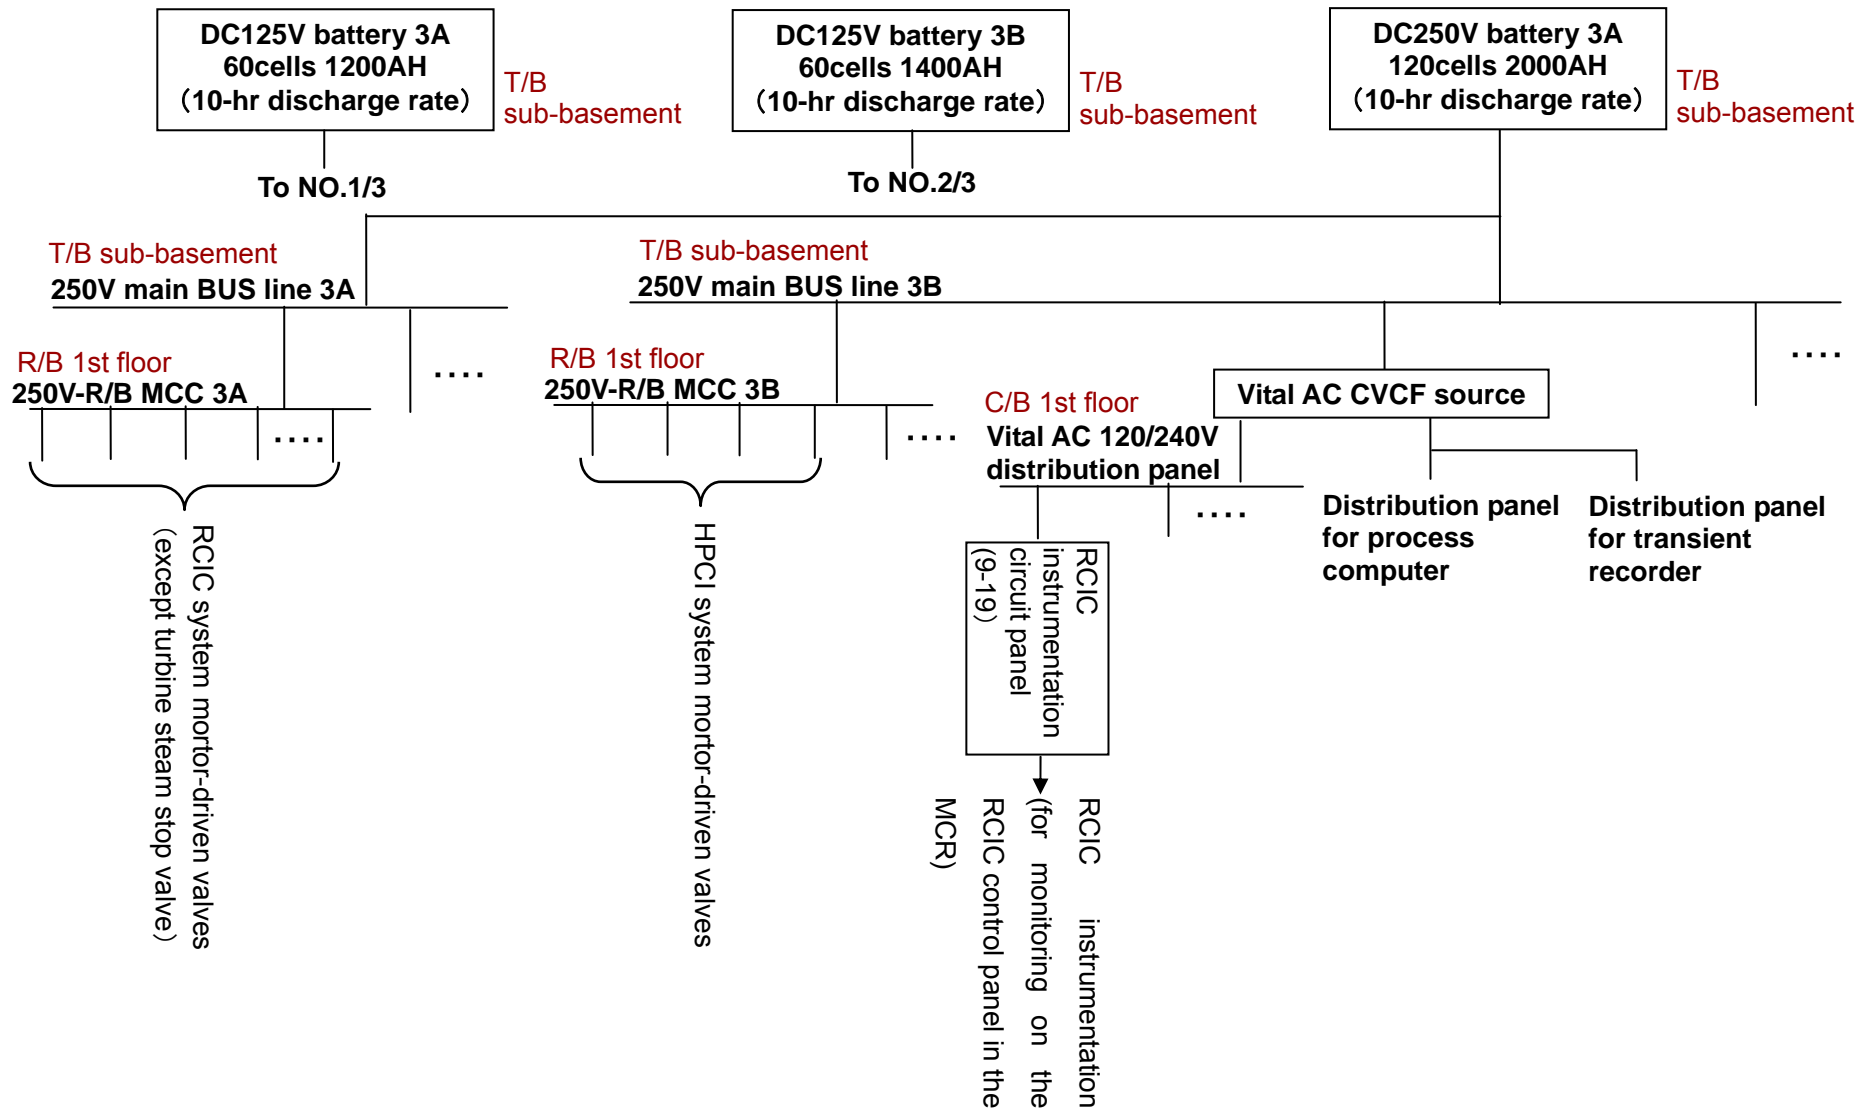 DC125V battery 3A
60cells 1200AH
（10-hr discharge rate）
T/B
sub-basement
DC125V battery 3B
60cells 1400AH
（10-hr discharge rate）
T/B
sub-basement
DC250V battery 3A
120cells 2000AH
（10-hr discharge rate）
T/B
sub-basement
To NO.1/3
To NO.2/3
T/B sub-basement
250V main BUS line 3A
T/B sub-basement
250V main BUS line 3B
R/B 1st floor
250V-R/B MCC 3A
....
....
R/B 1st floor
250V-R/B MCC 3B
....
C/B 1st floor
Vital AC 120/240V
distribution panel
....
Vital AC CVCF source
....
Distribution panel
for process
computer
Distribution panel
for transient
recorder
RCIC system mortor-driven valves
（except turbine steam stop valve）
HPCI system mortor-driven valves
RCIC
instrumentation
circuit panel
(9-19）
RCIC instrumentation
(for monitoring on the
RCIC control panel in the
MCR)